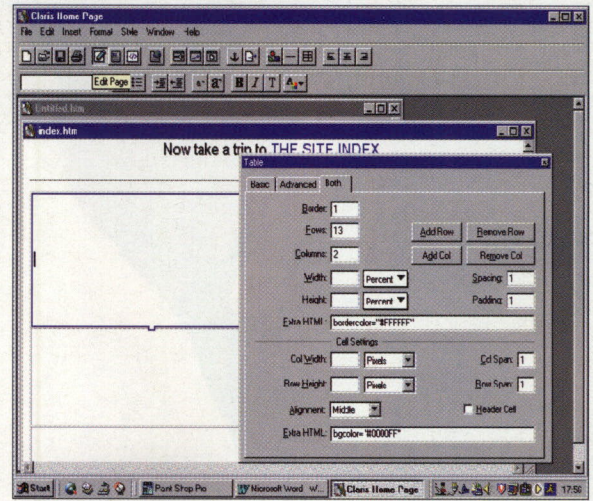 Claris Home Page
File Edit Insert Format Style Window Help
Edit Page
B I T
Untitled.htm
index.htm
Now take a trip to THE SITE INDEX
Table
Basic Advanced Both
Border: 1
Rows: 13 Add Row Remove Row
Columns: 2 Add Col Remove Col
Width: Percent Spacing: 1
Height: Percent Padding: 1
Extra HTML: bordercolor="#FFFFFF"
Cell Settings
Col Width: Pixels Col Span: 1
Row Height: Pixels Row Span: 1
Alignment: Middle Header Cell
Extra HTML: bgcolor="#0000FF"
Start Paint Shop Pro Microsoft Word W... Claris Home Page 17:56